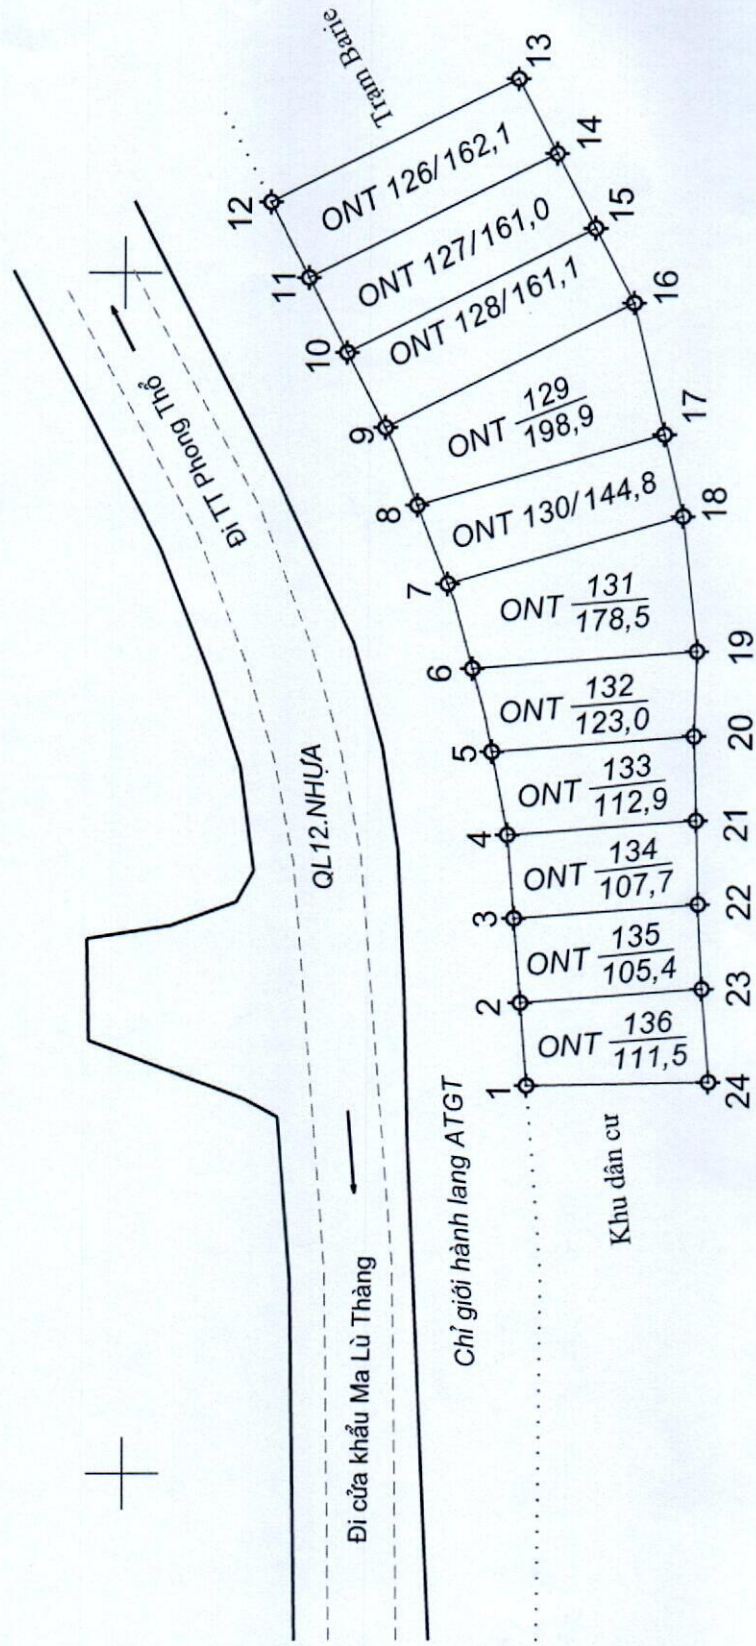 Trạm Barie
12
13
ONT 126/162,1
11
14
ONT 127/161,0
10
15
ONT 128/161,1
9
16
ONT 129
198,9
8
17
ONT 130/144,8
7
18
ONT 131
178,5
6
19
ONT 132
123,0
5
20
ONT 133
112,9
4
21
ONT 134
107,7
3
22
ONT 135
105,4
2
23
ONT 136
111,5
1
24
Đi TT Phong Thổ
QL12.NHỰA
Đi cửa khẩu Ma Lù Thàng
Chỉ giới hành lang ATGT
Khu dân cư